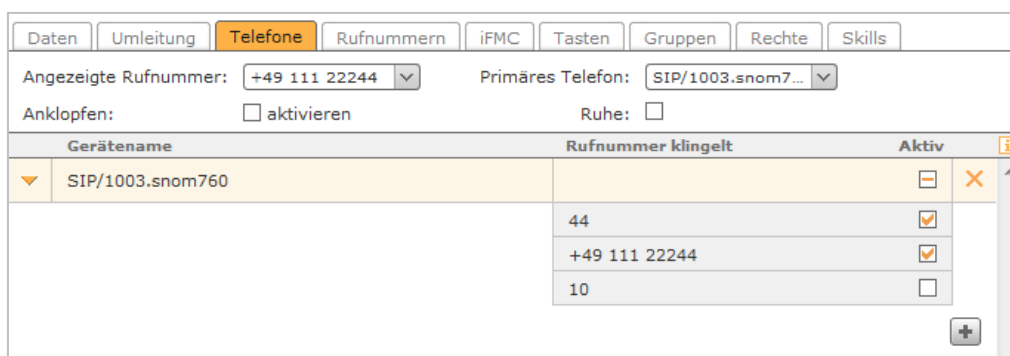 Daten Umleitung Telefone Rufnummern iFMC Tasten Gruppen Rechte Skills
Angezeigte Rufnummer: +49 111 22244 Primäres Telefon: SIP/1003.snom7...
Anklopfen: aktivieren Ruhe:
Gerätename Rufnummer klingelt Aktiv
SIP/1003.snom760
44
+49 111 22244
10